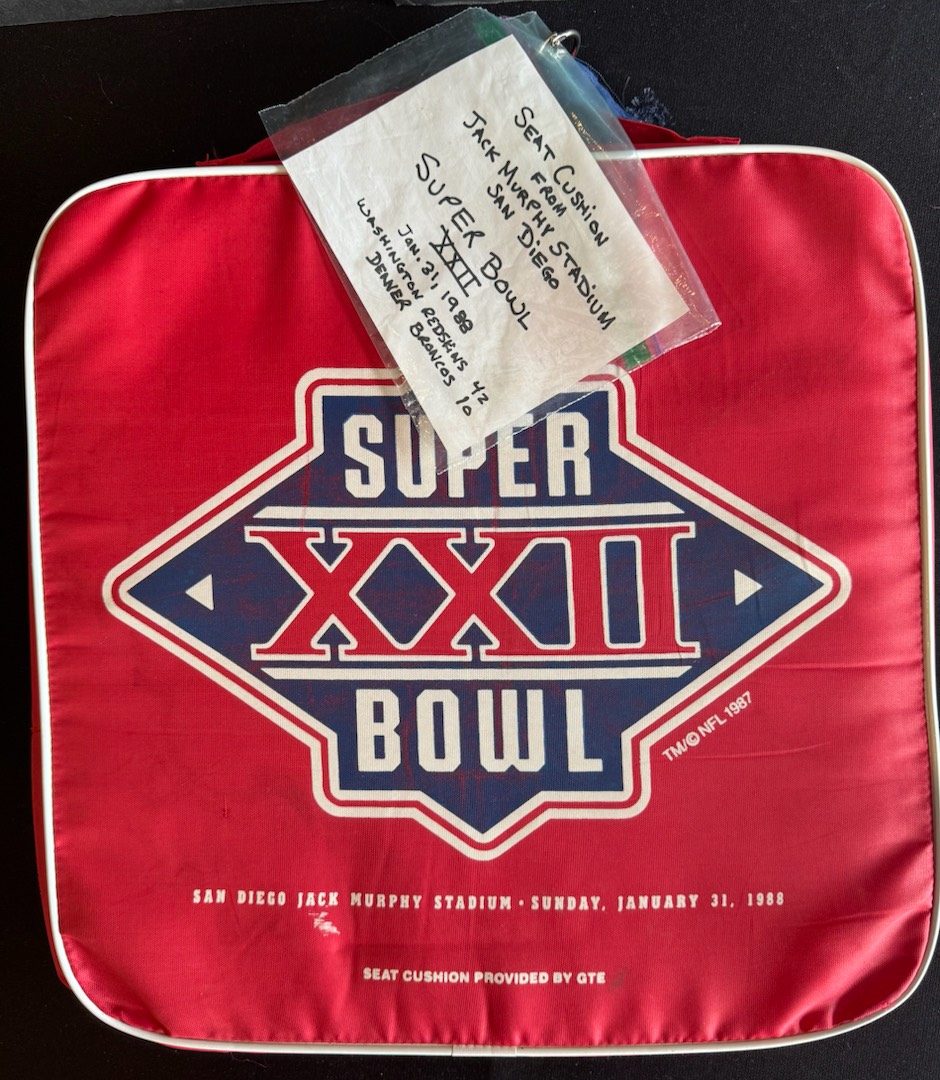 SEAT CUSHION
FROM
JACK MURPHY STADIUM
SAN DIEGO
SUPER BOWL
XXII
JAN. 31, 1988
WASHINGTON REDSKINS 42
DENVER BRONCOS 10
SUPER
XXII
BOWL
TM/© NFL 1987
SAN DIEGO JACK MURPHY STADIUM • SUNDAY, JANUARY 31, 1988
SEAT CUSHION PROVIDED BY GTE